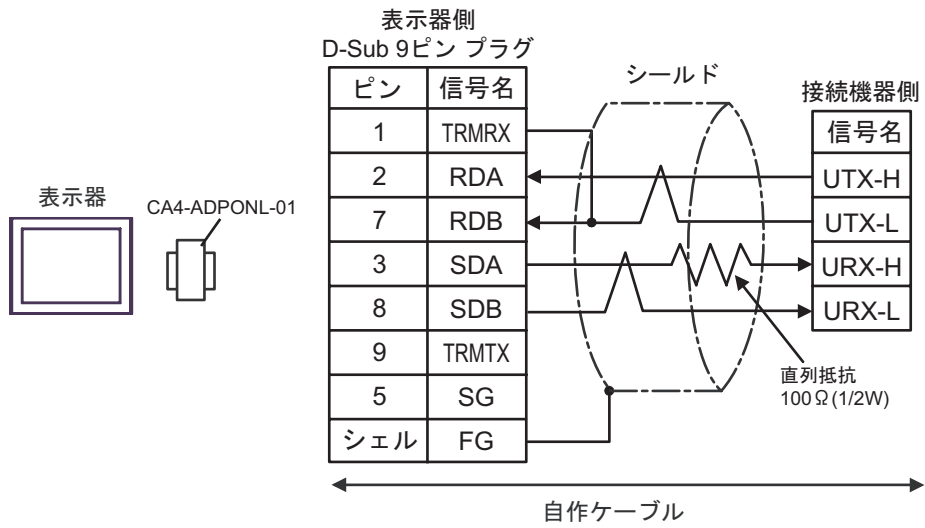 表示器側
D-Sub 9ピン プラグ
シールド
接続機器側
ピン 信号名
信号名
1 TRMRX
2 RDA
UTX-H
7 RDB
UTX-L
3 SDA
URX-H
8 SDB
URX-L
9 TRMTX
5 SG
シェル FG
表示器
CA4-ADPONL-01
直列抵抗
100Ω(1/2W)
自作ケーブル